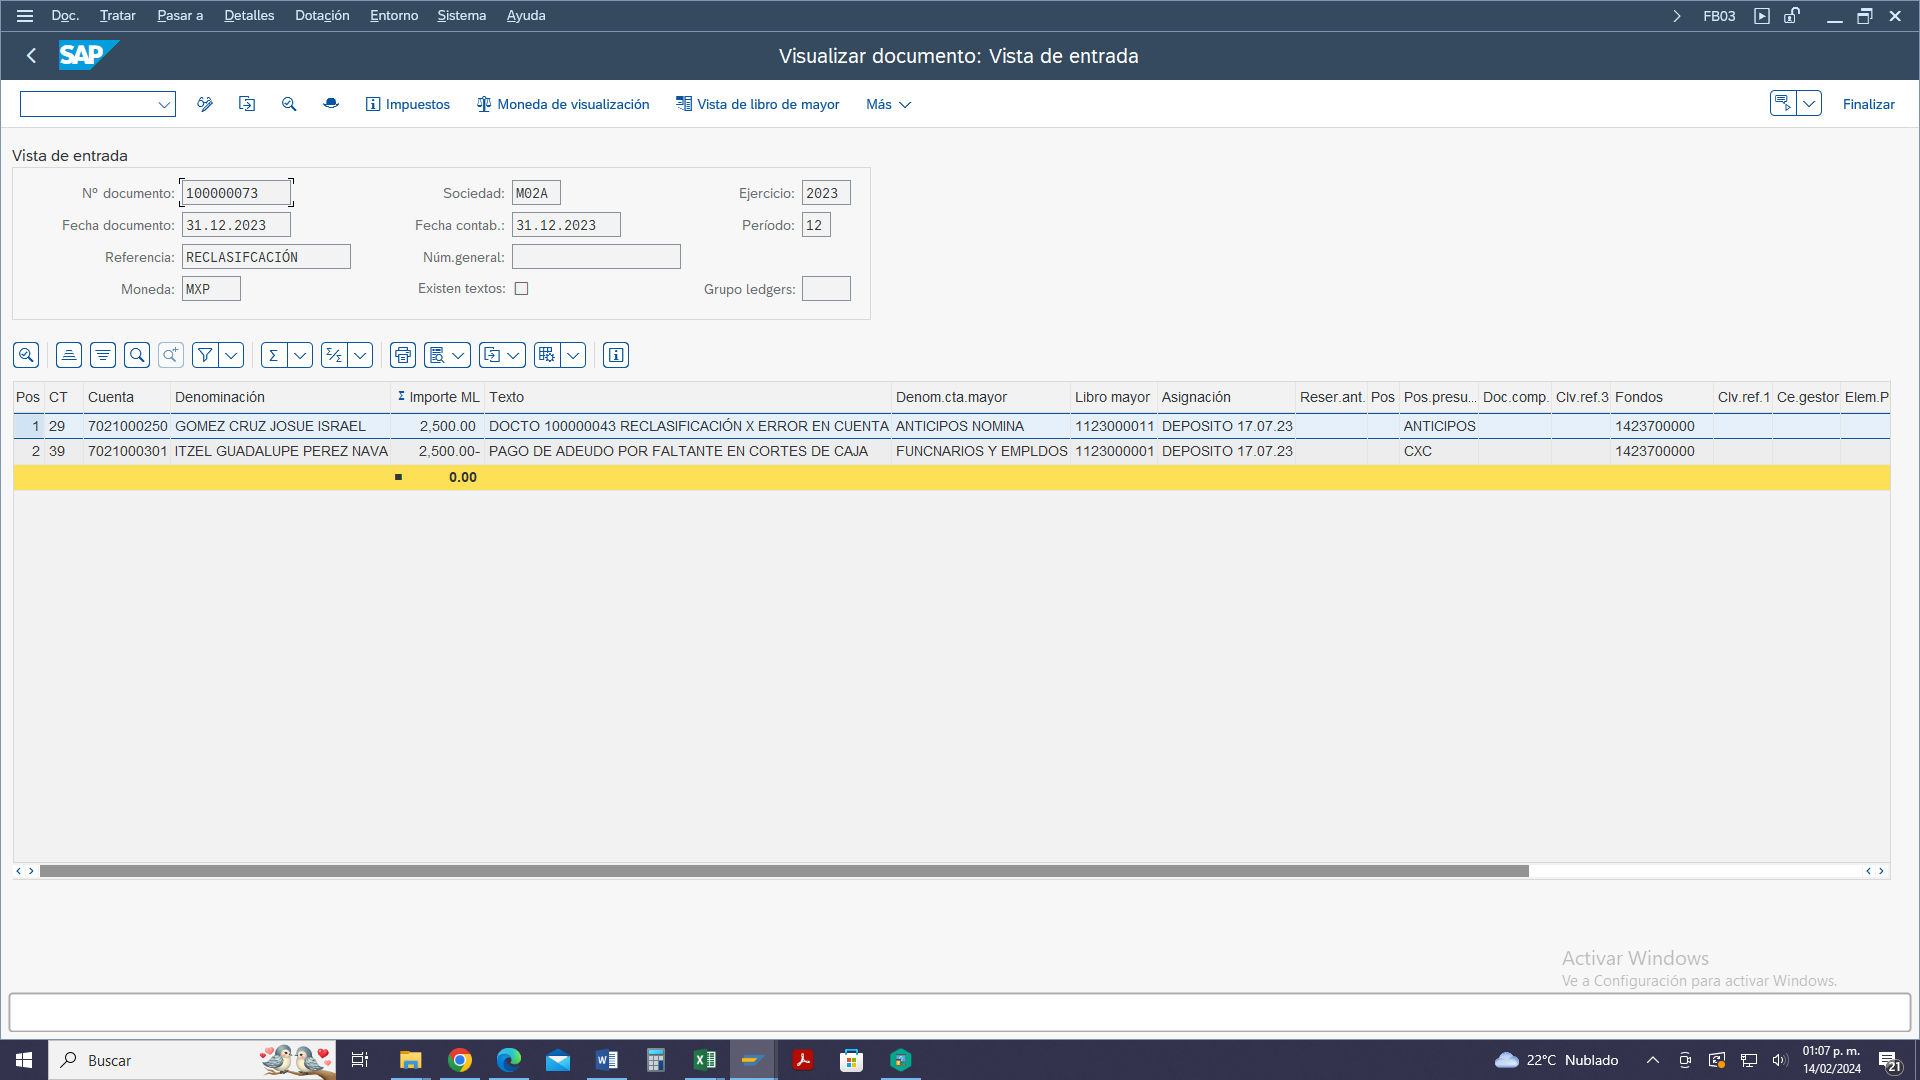 Doc. Tratar Pasar a Detalles Dotación Entorno Sistema Ayuda FB03
SAP Visualizar documento: Vista de entrada
Impuestos Moneda de visualización Vista de libro de mayor Más Finalizar
Vista de entrada
Nº documento: 100000073 Sociedad: M02A Ejercicio: 2023
Fecha documento: 31.12.2023 Fecha contab.: 31.12.2023 Período: 12
Referencia: RECLASIFCACIÓN Núm.general:
Moneda: MXP Existen textos: Grupo ledgers:
Pos CT Cuenta Denominación Σ Importe ML Texto Denom.cta.mayor Libro mayor Asignación Reser.ant. Pos Pos.presu... Doc.comp. Clv.ref.3 Fondos Clv.ref.1 Ce.gestor Elem.P
1 29 7021000250 GOMEZ CRUZ JOSUE ISRAEL 2,500.00 DOCTO 100000043 RECLASIFICACIÓN X ERROR EN CUENTA ANTICIPOS NOMINA 1123000011 DEPOSITO 17.07.23 ANTICIPOS 1423700000
2 39 7021000301 ITZEL GUADALUPE PEREZ NAVA 2,500.00- PAGO DE ADEUDO POR FALTANTE EN CORTES DE CAJA FUNCNARIOS Y EMPLDOS 1123000001 DEPOSITO 17.07.23 CXC 1423700000
0.00
Activar Windows
Ve a Configuración para activar Windows.
Buscar 22°C Nublado 01:07 p. m.
14/02/2024 21